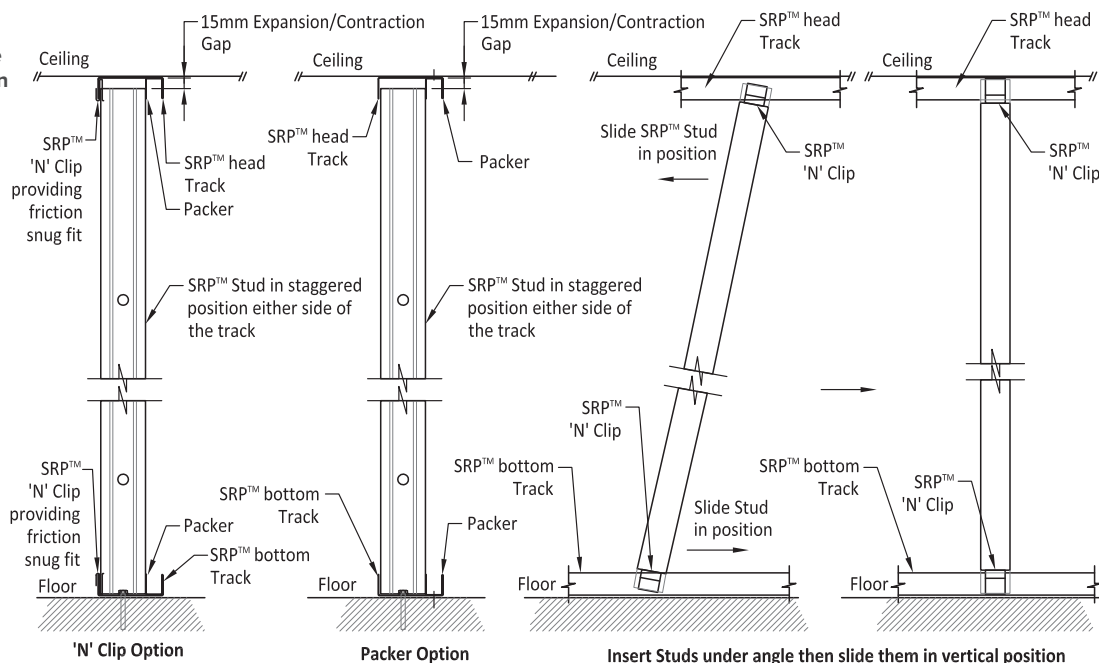 e
n
15mm Expansion/Contraction
Gap
Ceiling
SRP™
'N' Clip
providing
friction
snug fit
SRP™ head
Track
Packer
SRP™ Stud in staggered
position either side of
the track
SRP™
'N' Clip
providing
friction
snug fit
Packer
SRP™ bottom
Track
Floor
'N' Clip Option
15mm Expansion/Contraction
Gap
Ceiling
SRP™ head
Track
Packer
SRP™ Stud in staggered
position either side of
the track
SRP™ bottom
Track
Packer
Floor
Packer Option
SRP™ head
Track
Ceiling
Slide SRP™ Stud
in position
SRP™
'N' Clip
SRP™
'N' Clip
SRP™ bottom
Track
Slide Stud
in position
Floor
SRP™ head
Track
Ceiling
SRP™
'N' Clip
SRP™ bottom
Track
SRP™
'N' Clip
Floor
Insert Studs under angle then slide them in vertical position